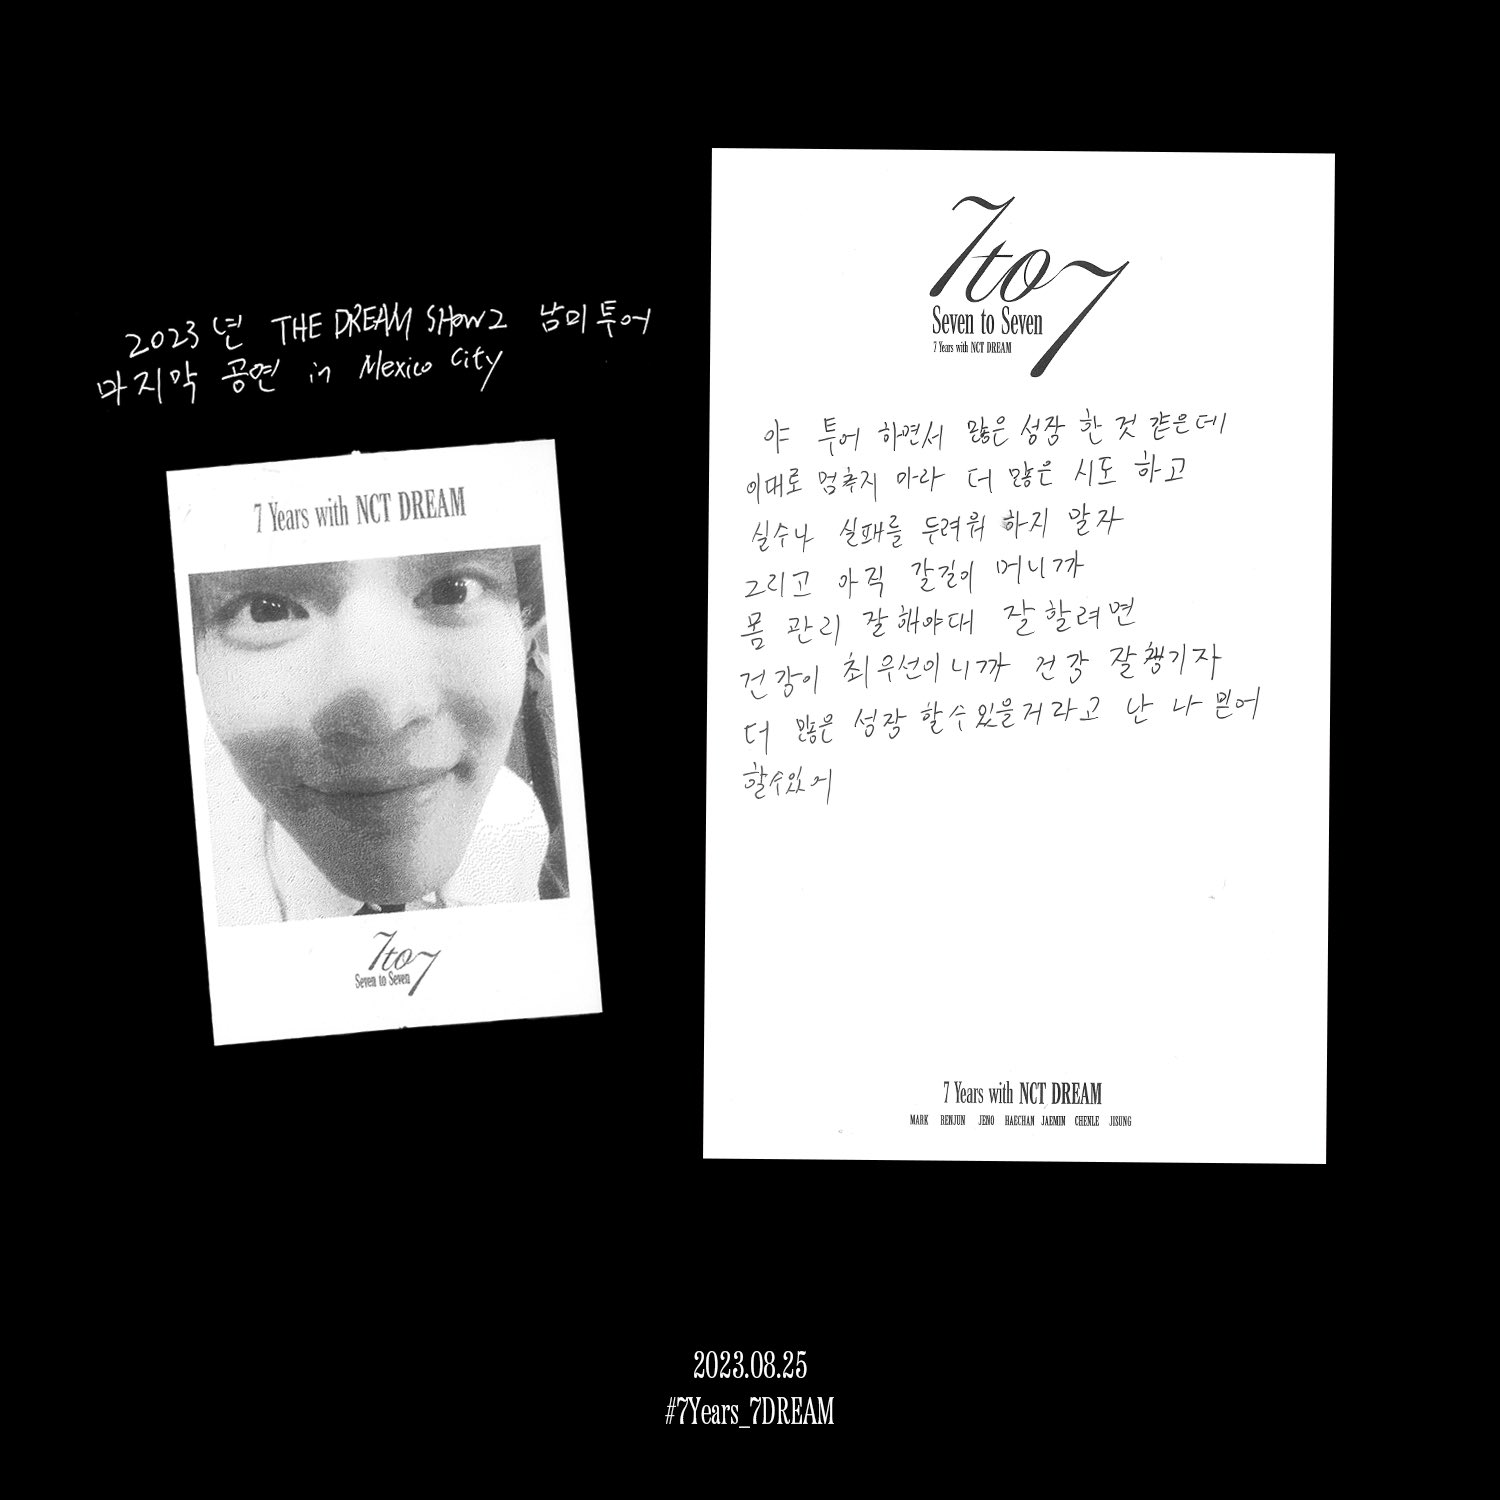 2023년 THE DREAM SHOW2 남미투어
마지막 공연 in Mexico City
7 Years with NCT DREAM
7to7
Seven to Seven
7to7
Seven to Seven
7 Years with NCT DREAM
야 투어 하면서 많은 성장 한 것 같은데
이대로 멈추지 마라 더 많은 시도 하고
실수나 실패를 두려워 하지 말자
그리고 아직 갈길이 머니까
몸 관리 잘해야대 잘할려면
건강이 최우선이니까 건강 잘챙기자
더 많은 성장 할수있을거라고 난 나 믿어
할수있어
7 Years with NCT DREAM
MARK RENJUN JENO HAECHAN JAEMIN CHENLE JISUNG
2023.08.25
#7Years_7DREAM